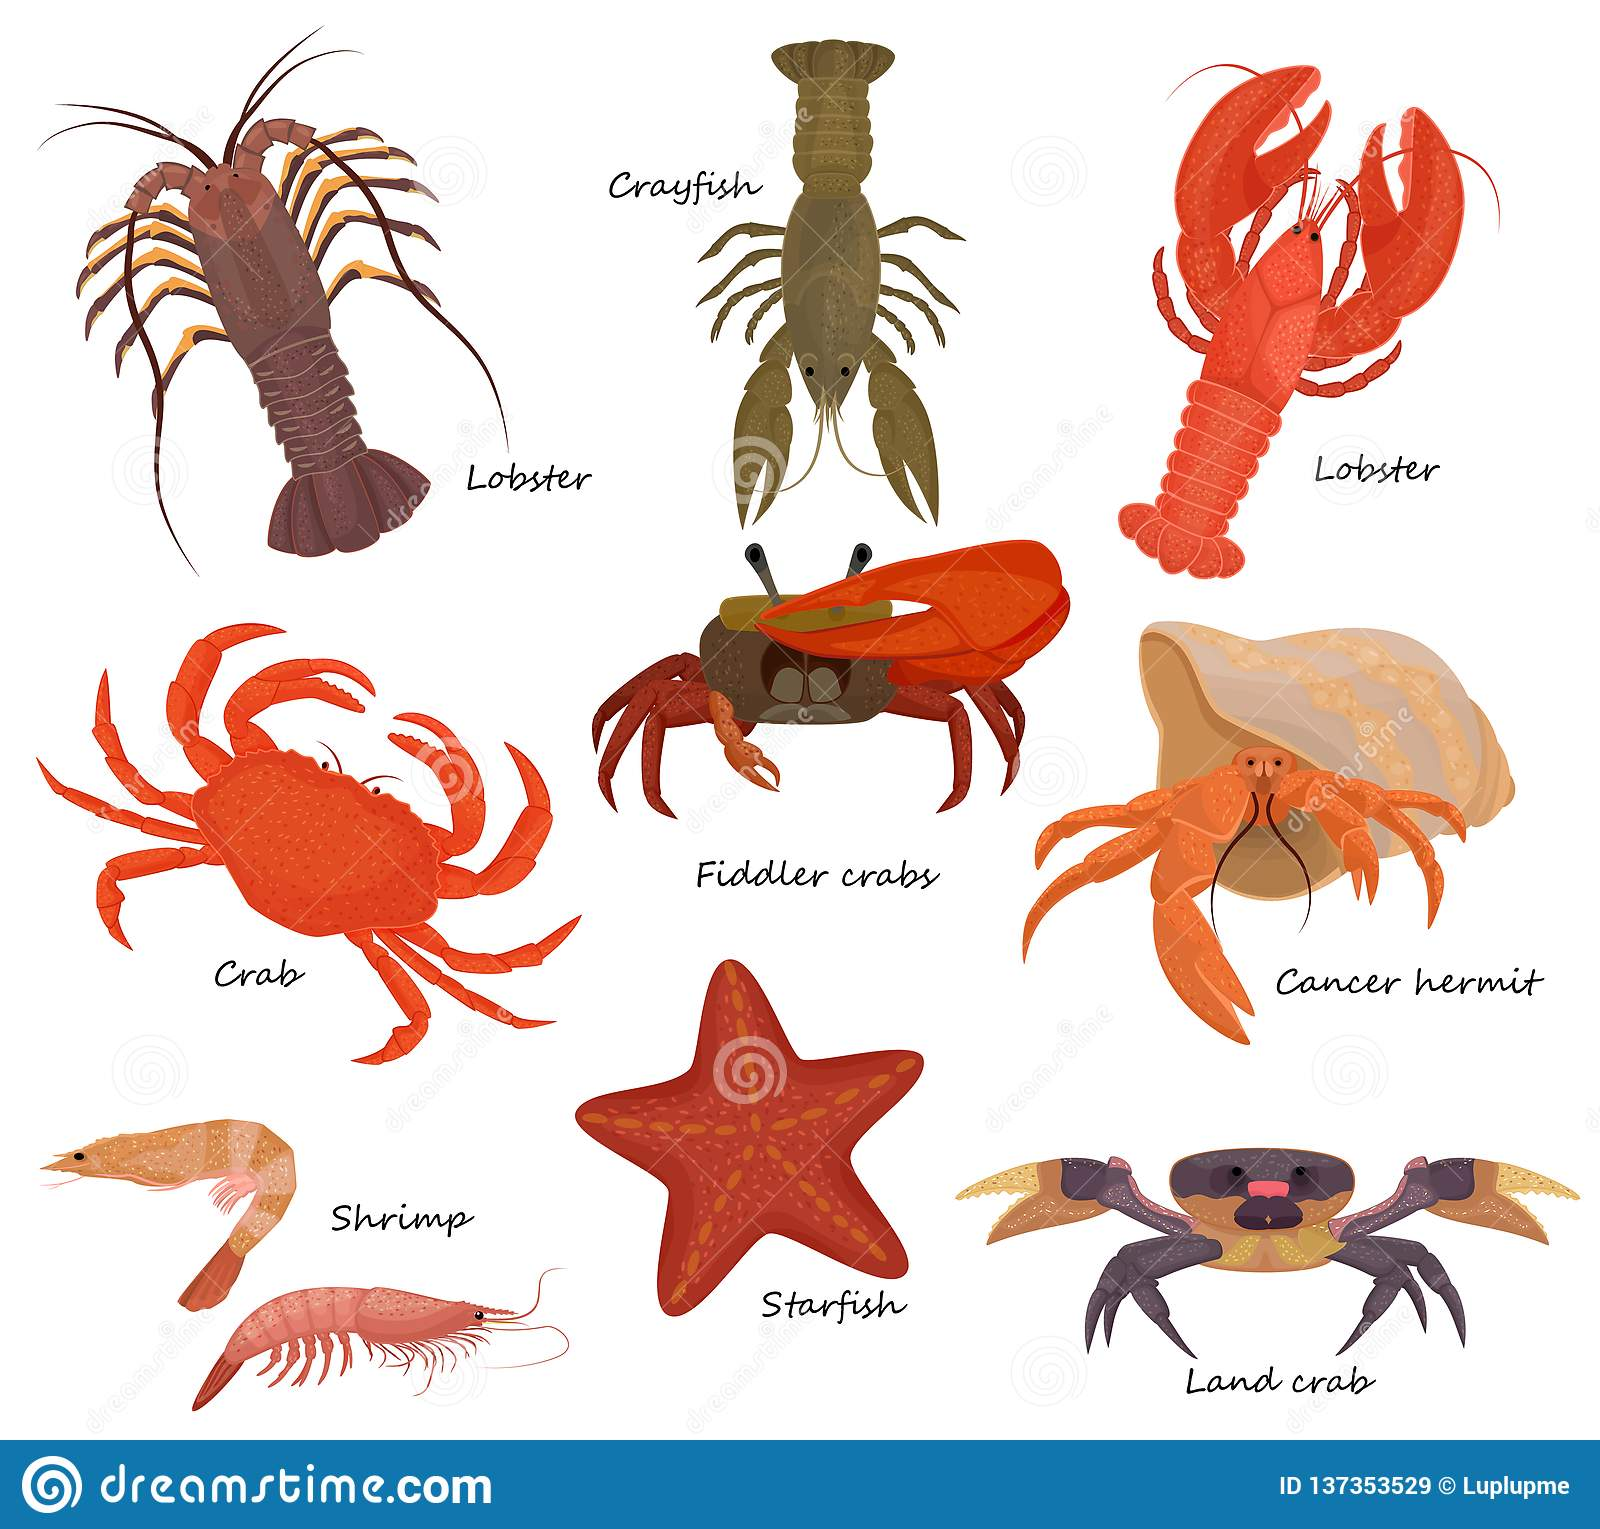 Crayfish
Lobster
Lobster
Fiddler crabs
Crab
Cancer hermit
Shrimp
Starfish
Land crab
dreamstime.com
ID 137353529 © Luplupme